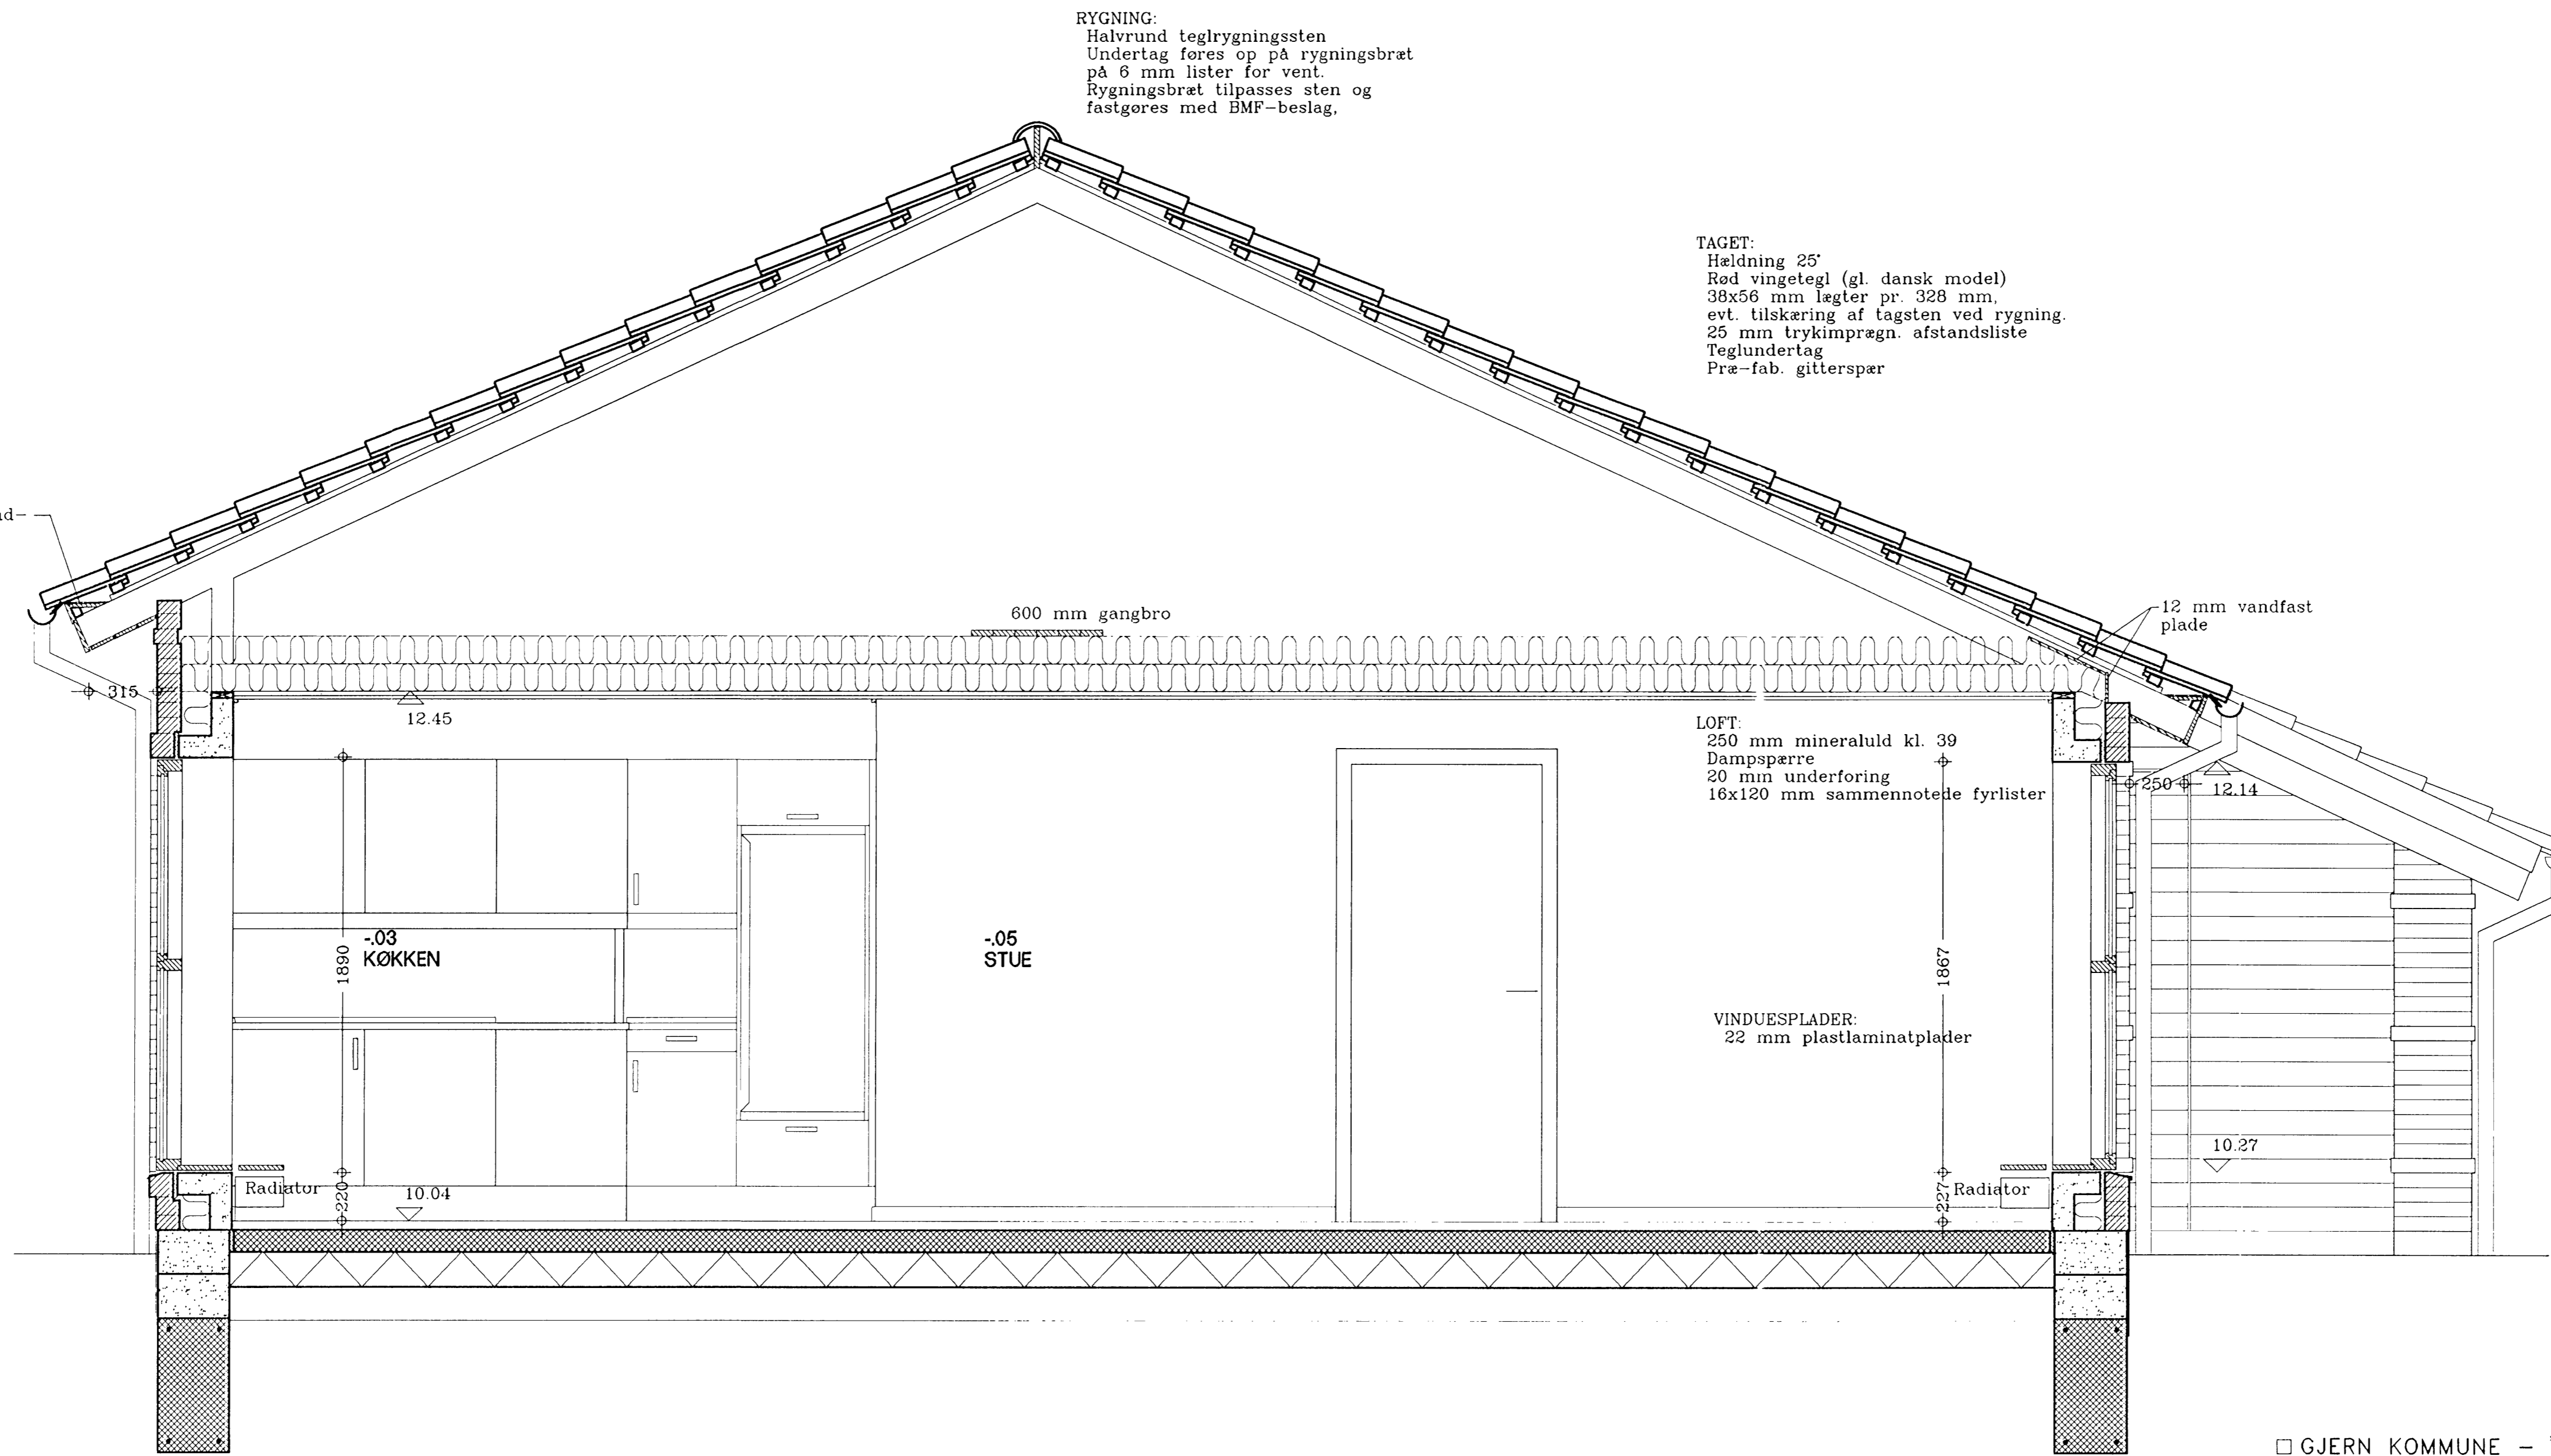 RYGNING:
Halvrund teglrygningssten
Undertag føres op på rygningsbræt
på 6 mm lister for vent.
Rygningsbræt tilpasses sten og
fastgøres med BMF-beslag,
TAGET:
Hældning 25°
Rød vingetegl (gl. dansk model)
38x56 mm lægter pr. 328 mm,
evt. tilskæring af tagsten ved rygning.
25 mm trykimprægn. afstandsliste
Teglundertag
Præ-fab. gitterspær
600 mm gangbro
12 mm vandfast
plade
315
12.45
LOFT:
250 mm mineraluld kl. 39
Dampspærre
20 mm underforing
16x120 mm sammennotede fyrlister
250
12.14
-.03
KØKKEN
1890
-.05
STUE
1867
VINDUESPLADER:
22 mm plastlaminatplader
10.27
Radiator
220
10.04
227
Radiator
GJERN KOMMUNE -